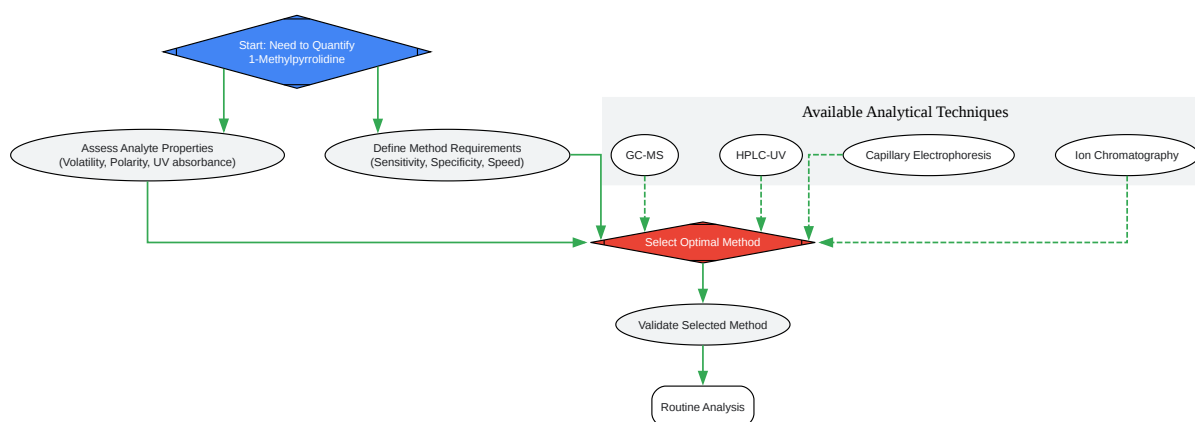 Start: Need to Quantify
1-Methylpyrrolidine
Available Analytical Techniques
Assess Analyte Properties
(Volatility, Polarity, UV absorbance)
Define Method Requirements
(Sensitivity, Specificity, Speed)
GC-MS
HPLC-UV
Capillary Electrophoresis
Ion Chromatography
Select Optimal Method
Validate Selected Method
Routine Analysis